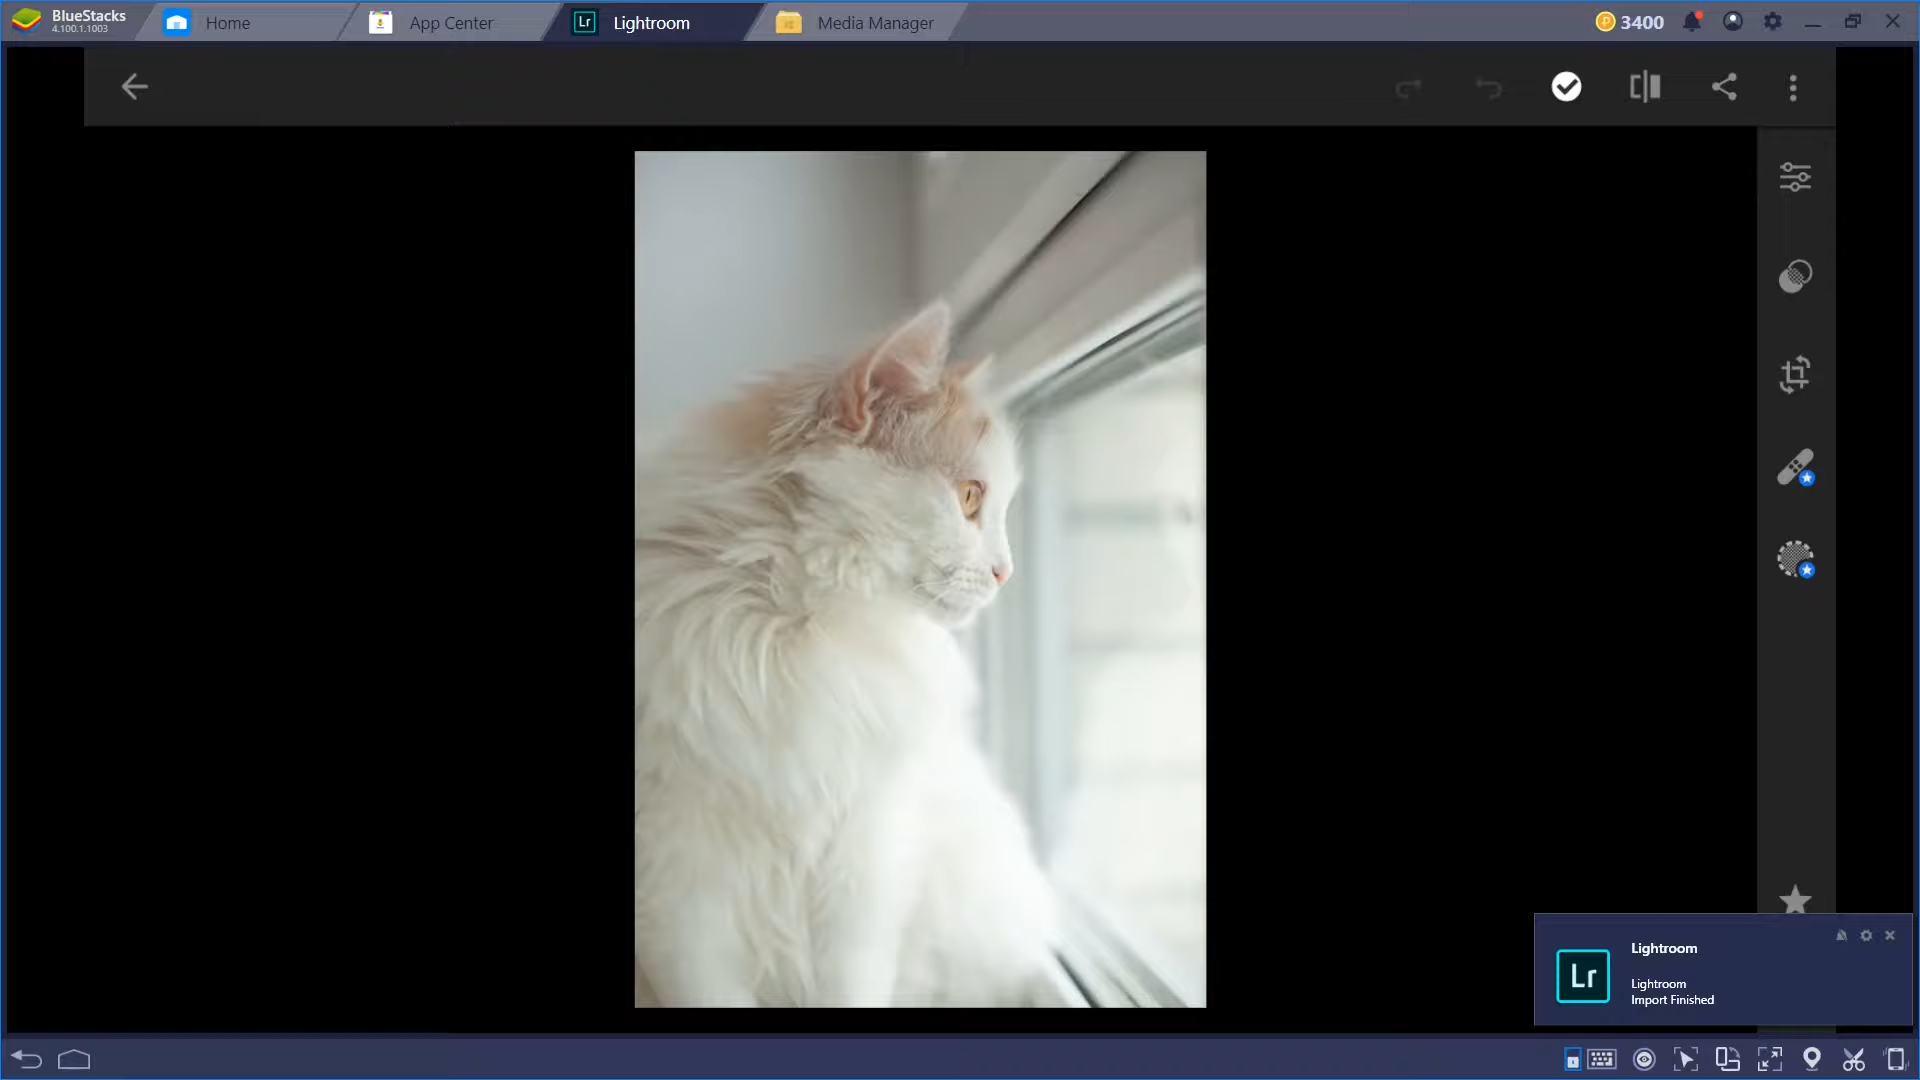 BlueStacks
4.100.1.1003
Home
App Center
Lr
Lightroom
Media Manager
3400
Lr
Lightroom
Lightroom
Import Finished